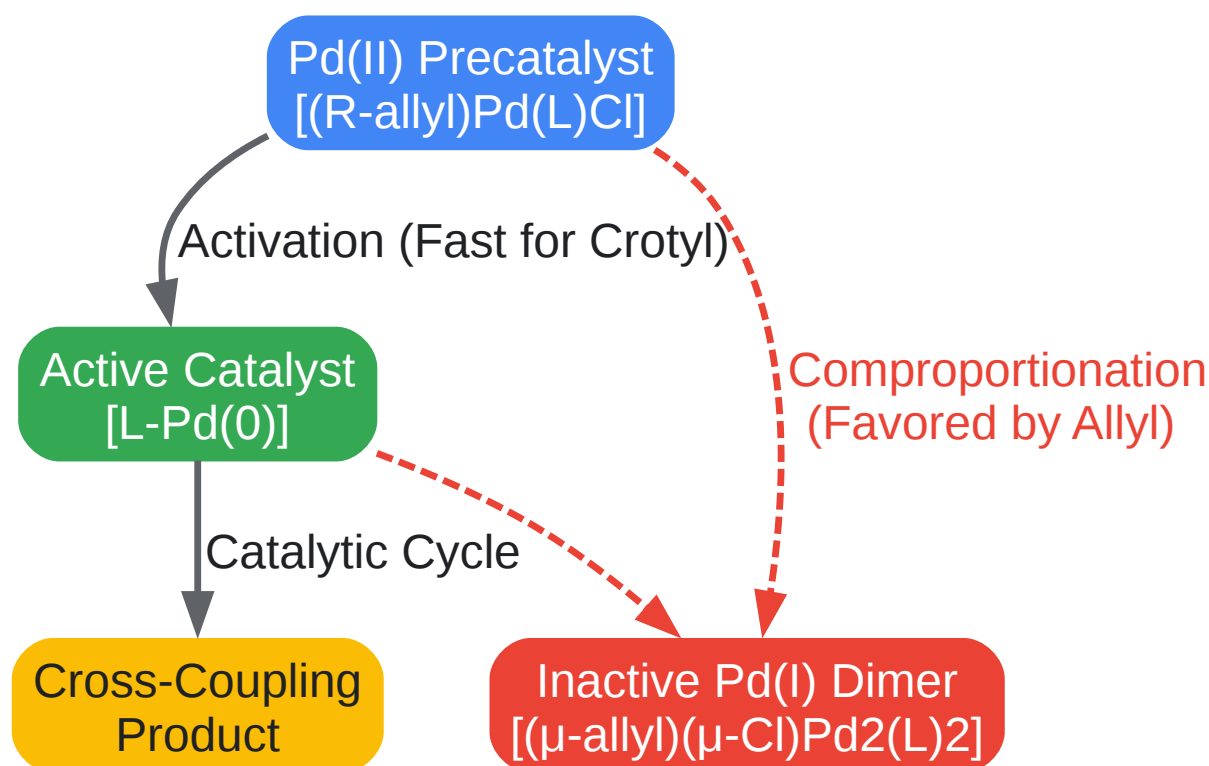 Pd(II) Precatalyst
[(R-allyl)Pd(L)Cl]
Activation (Fast for Crotyl)
Active Catalyst
[L-Pd(0)]
Comproportionation
(Favored by Allyl)
Catalytic Cycle
Cross-Coupling
Product
Inactive Pd(I) Dimer
[(μ-allyl)(μ-Cl)Pd2(L)2]